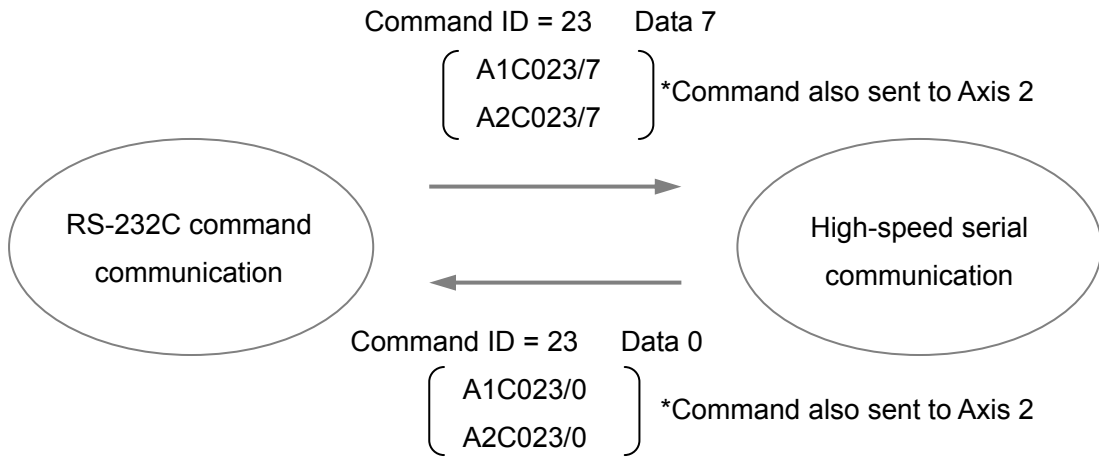 Command ID = 23 Data 7
A1C023/7
A2C023/7
*Command also sent to Axis 2
RS-232C command
communication
High-speed serial
communication
Command ID = 23 Data 0
A1C023/0
A2C023/0
*Command also sent to Axis 2